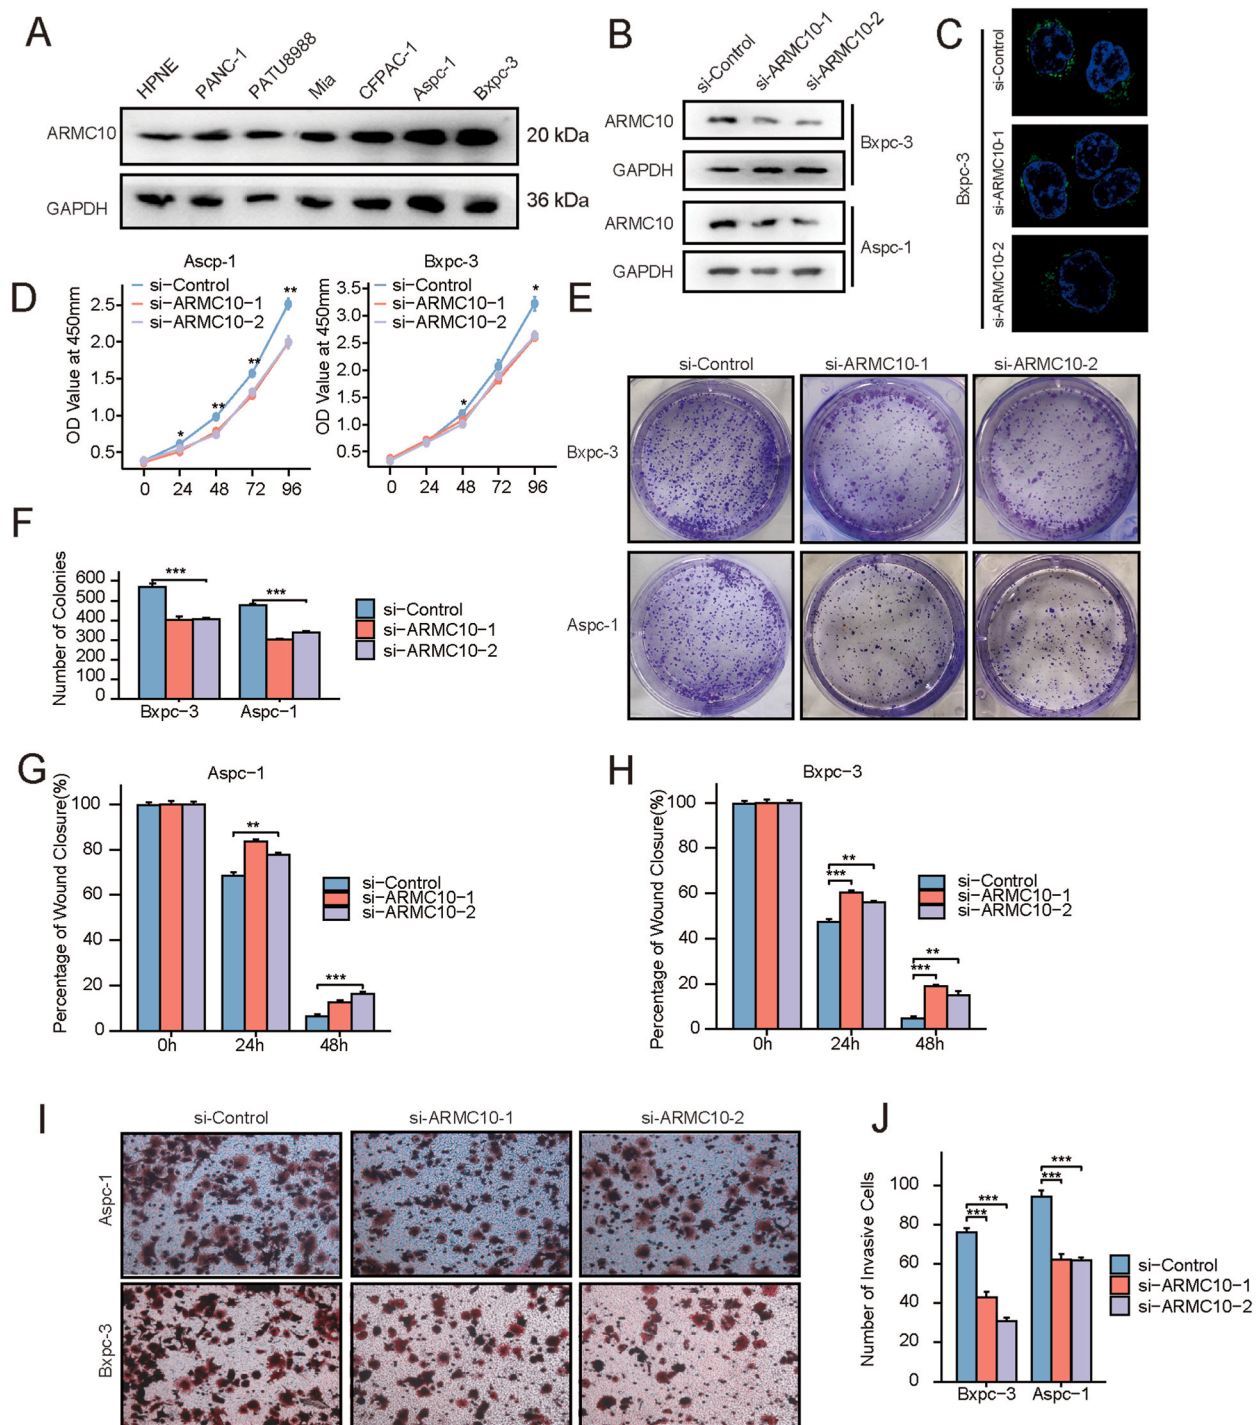 A
HPNE
PANC-1
PATU8988
Mia
CFPAC-1
Aspc-1
Bxpc-3
ARMC10
20 kDa
GAPDH
36 kDa
B
si-Control
si-ARMC10-1
si-ARMC10-2
ARMC10
GAPDH
Bxpc-3
ARMC10
GAPDH
Aspc-1
C
Bxpc-3
si-Control
si-ARMC10-1
si-ARMC10-2
D
Ascp-1
si-Control
si-ARMC10-1
si-ARMC10-2
OD Value at 450mm
2.5
2.0
1.5
1.0
0.5
* ** ** **
0 24 48 72 96
Bxpc-3
si-Control
si-ARMC10-1
si-ARMC10-2
OD Value at 450mm
3.5
3.0
2.5
2.0
1.5
1.0
0.5
* *
0 24 48 72 96
E
si-Control
si-ARMC10-1
si-ARMC10-2
Bxpc-3
Aspc-1
F
Number of Colonies
600
500
400
300
200
100
0
***
***
Bxpc-3 Aspc-1
si-Control
si-ARMC10-1
si-ARMC10-2
G
Aspc-1
Percentage of Wound Closure(%)
100
80
60
40
20
0
**
***
0h 24h 48h
si-Control
si-ARMC10-1
si-ARMC10-2
H
Bxpc-3
Percentage of Wound Closure(%)
100
80
60
40
20
0
**
***
**
***
0h 24h 48h
si-Control
si-ARMC10-1
si-ARMC10-2
I
si-Control
si-ARMC10-1
si-ARMC10-2
Aspc-1
Bxpc-3
J
Number of Invasive Cells
100
80
60
40
20
0
***
***
***
***
Bxpc-3 Aspc-1
si-Control
si-ARMC10-1
si-ARMC10-2